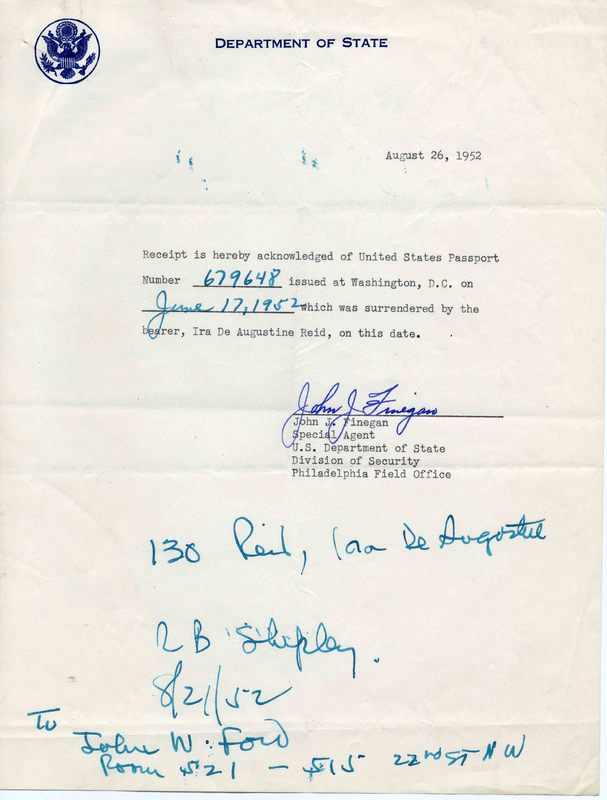 DEPARTMENT OF STATE
August 26, 1952
Receipt is hereby acknowledged of United States Passport
Number 679648 issued at Washington, D.C. on
June 17, 1952 which was surrendered by the
bearer, Ira De Augustine Reid, on this date.
John J Finegan
John J. Finegan
Special Agent
U.S. Department of State
Division of Security
Philadelphia Field Office
130 Reid, Ira De Augustine
R B Shipley.
8/21/52
To
John W. Ford
Room 521 - 515 22nd ST N W